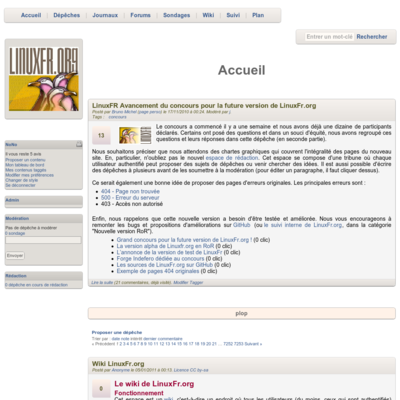 Accueil | Dépêches | Journaux | Forums | Sondages | Wiki | Suivi | Plan
Entrer un mot-clé Rechercher
LINUXFR.ORG
Accueil
NoNo
Il vous reste 5 avis
Proposer un contenu
Mon tableau de bord
Mes contenus taggés
Modifier mes préférences
Changer de style
Se déconnecter
Admin
Modération
Pas de dépêche à modérer
0 sondage
Envoyer
Rédaction
0 dépêche en cours de rédaction
LinuxFR Avancement du concours pour la future version de LinuxFr.org
Posté par Bruno Michel (page perso) le 17/11/2010 à 00:24. Modéré par j.
Tags : concours
13
Le concours a commencé il y a une semaine et nous avons déjà une dizaine de participants
déclarés. Certains ont posé des questions et dans un souci d'équité, nous avons regroupé ces
questions et leurs réponses dans cette dépêche (en seconde partie).
Nous souhaitons préciser que nous attendons des chartes graphiques qui couvrent l'intégralité des pages du nouveau
site. En, particulier, n'oubliez pas le nouvel espace de rédaction. Cet espace se compose d'une tribune où chaque
utilisateur authentifié peut proposer des sujets de dépêches ou venir chercher des idées. Il est aussi possible d'écrire
des dépêches à plusieurs avant de les soumettre à la modération (pour éditer un paragraphe, il faut cliquer dessus).
Ce serait également une bonne idée de proposer des pages d'erreurs originales. Les principales erreurs sont :
404 - Page non trouvée
500 - Erreur du serveur
403 - Accès non autorisé
Enfin, nous rappelons que cette nouvelle version a besoin d'être testée et améliorée. Nous vous encourageons à
remonter les bugs et propositions d'améliorations sur GitHub (ou le suivi interne de LinuxFr.org, dans la catégorie
"Nouvelle version RoR").
Grand concours pour la future version de LinuxFr.org ! (0 clic)
La version alpha de Linuxfr.org en RoR (0 clic)
L'annonce de la version de test de LinuxFr (0 clic)
Forge Indefero dédiée au concours (0 clic)
Les sources de LinuxFr.org sur GitHub (0 clic)
Exemple de pages 404 originales (0 clic)
Lire la suite (21 commentaires, déjà visité). Modifier Tagger
plop
Proposer une dépêche
Trier par : date note intérêt dernier commentaire
« Précédent 1 2 3 4 5 6 7 8 9 10 11 12 13 14 15 16 17 18 19 20 21 … 7292 7293 Suivant »
Wiki LinuxFr.org
Posté par Anonyme le 05/01/2011 à 00:13. Licence CC by-sa
0
Le wiki de LinuxFr.org
Fonctionnement
Cet espace est un wiki, c'est-à-dire un endroit où tous les utilisateurs (du moins, ceux qui sont authentifiés)